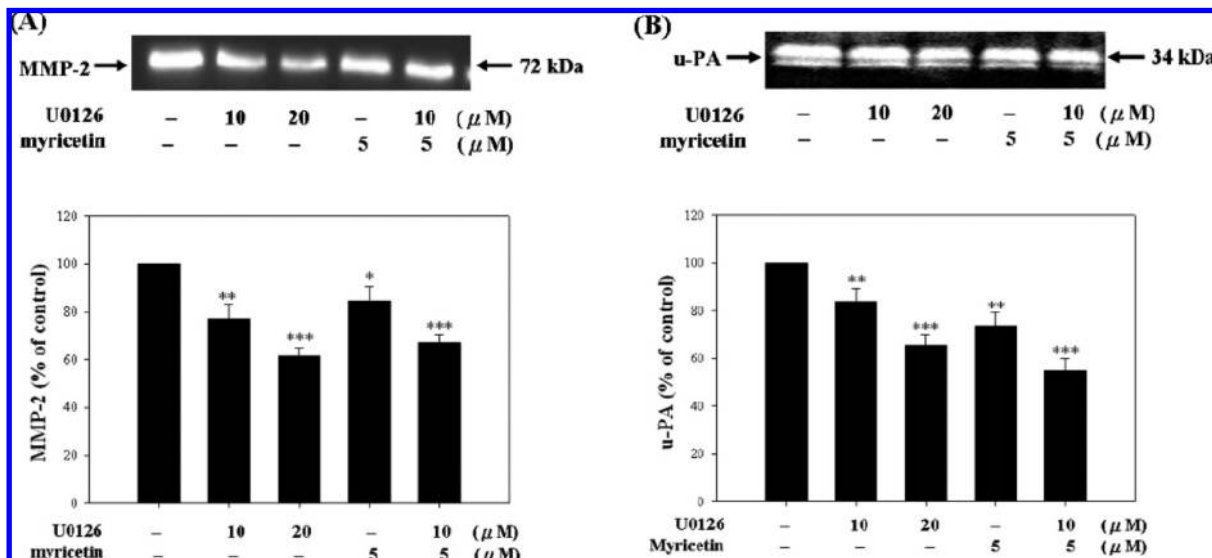 (A)
MMP-2 72 kDa
U0126 – 10 20 – 10 (μM)
myricetin – – – 5 5 (μM)
MMP-2 (% of control)
120
100
80
60
40
20
0
** *** * ***
U0126 – 10 20 – 10 (μM)
myricetin – – – 5 5 (μM)
(B)
u-PA 34 kDa
U0126 – 10 20 – 10 (μM)
myricetin – – – 5 5 (μM)
u-PA (% of control)
120
100
80
60
40
20
0
** *** ** ***
U0126 – 10 20 – 10 (μM)
Myricetin – – – 5 5 (μM)